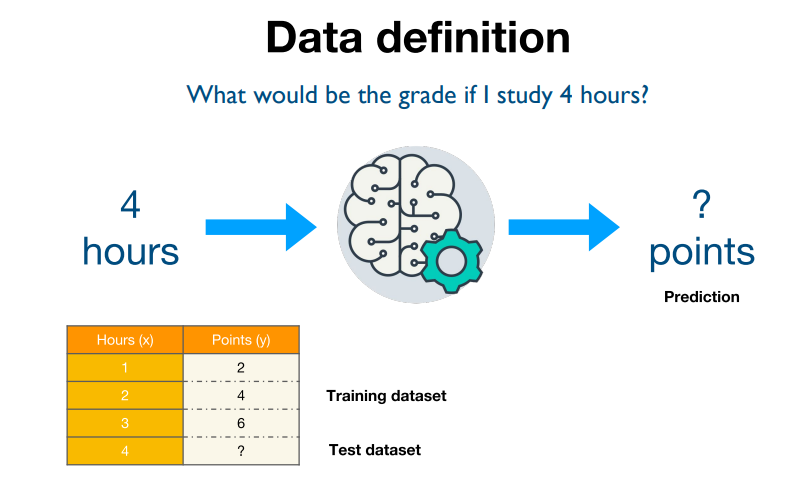 Data definition
What would be the grade if I study 4 hours?
4
hours
?
points
Prediction
Hours (x) Points (y)
1 2
2 4
3 6
4 ?
Training dataset
Test dataset